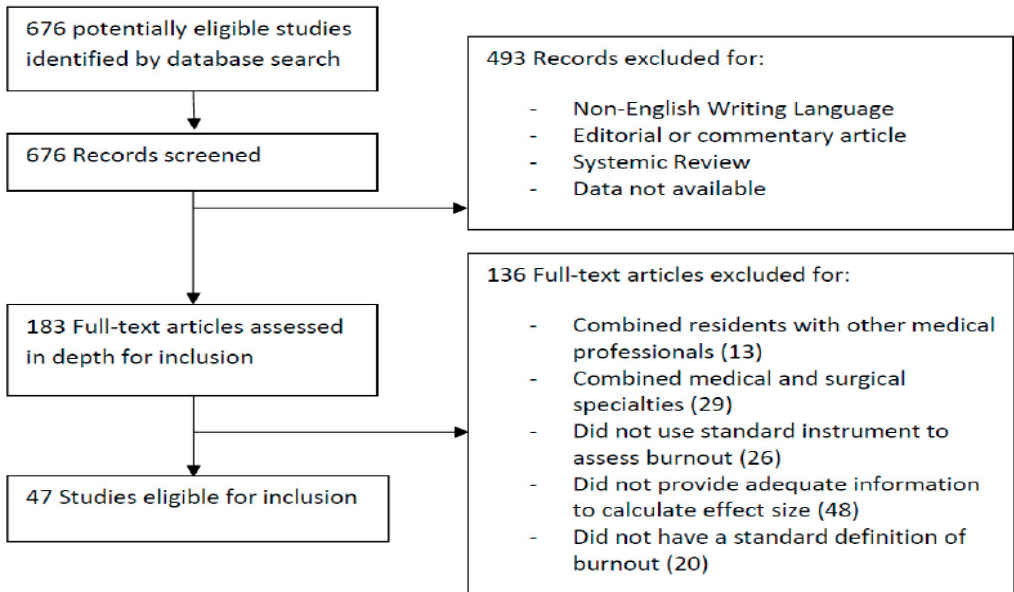 676 potentially eligible studies
identified by database search
676 Records screened
493 Records excluded for:
- Non-English Writing Language
- Editorial or commentary article
- Systemic Review
- Data not available
183 Full-text articles assessed
in depth for inclusion
136 Full-text articles excluded for:
- Combined residents with other medical
professionals (13)
- Combined medical and surgical
specialties (29)
- Did not use standard instrument to
assess burnout (26)
- Did not provide adequate information
to calculate effect size (48)
- Did not have a standard definition of
burnout (20)
47 Studies eligible for inclusion